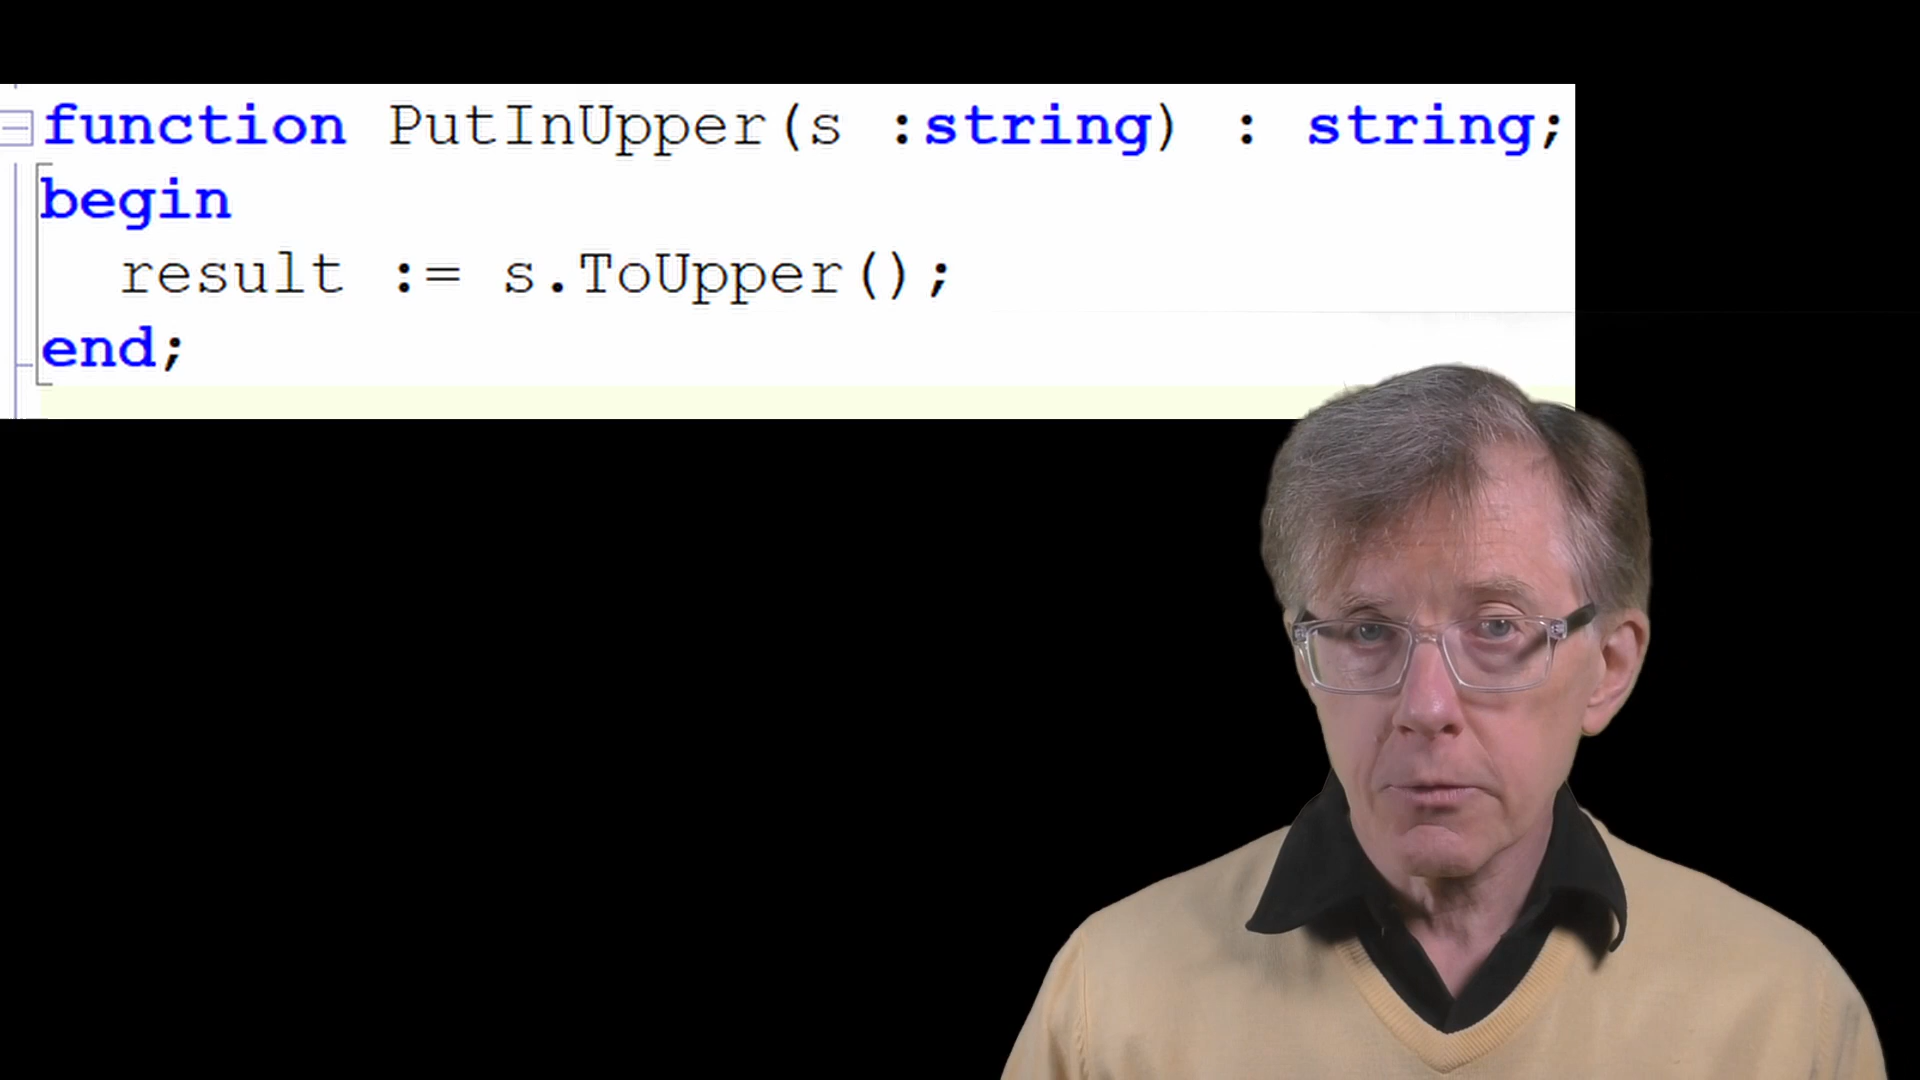 function PutInUpper(s :string) : string;
begin
  result := s.ToUpper();
end;